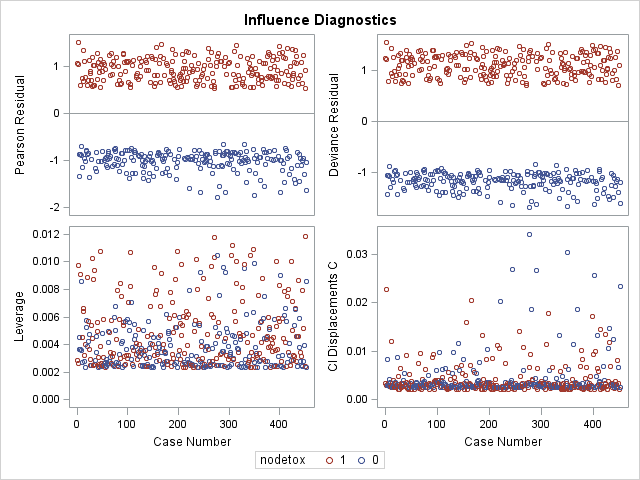 Influence Diagnostics
Pearson Residual
1
0
-1
-2
Deviance Residual
1
0
-1
Leverage
0.012
0.010
0.008
0.006
0.004
0.002
0.000
0 100 200 300 400
Case Number
CI Displacements C
0.03
0.02
0.01
0.00
0 100 200 300 400
Case Number
nodetox 1 0